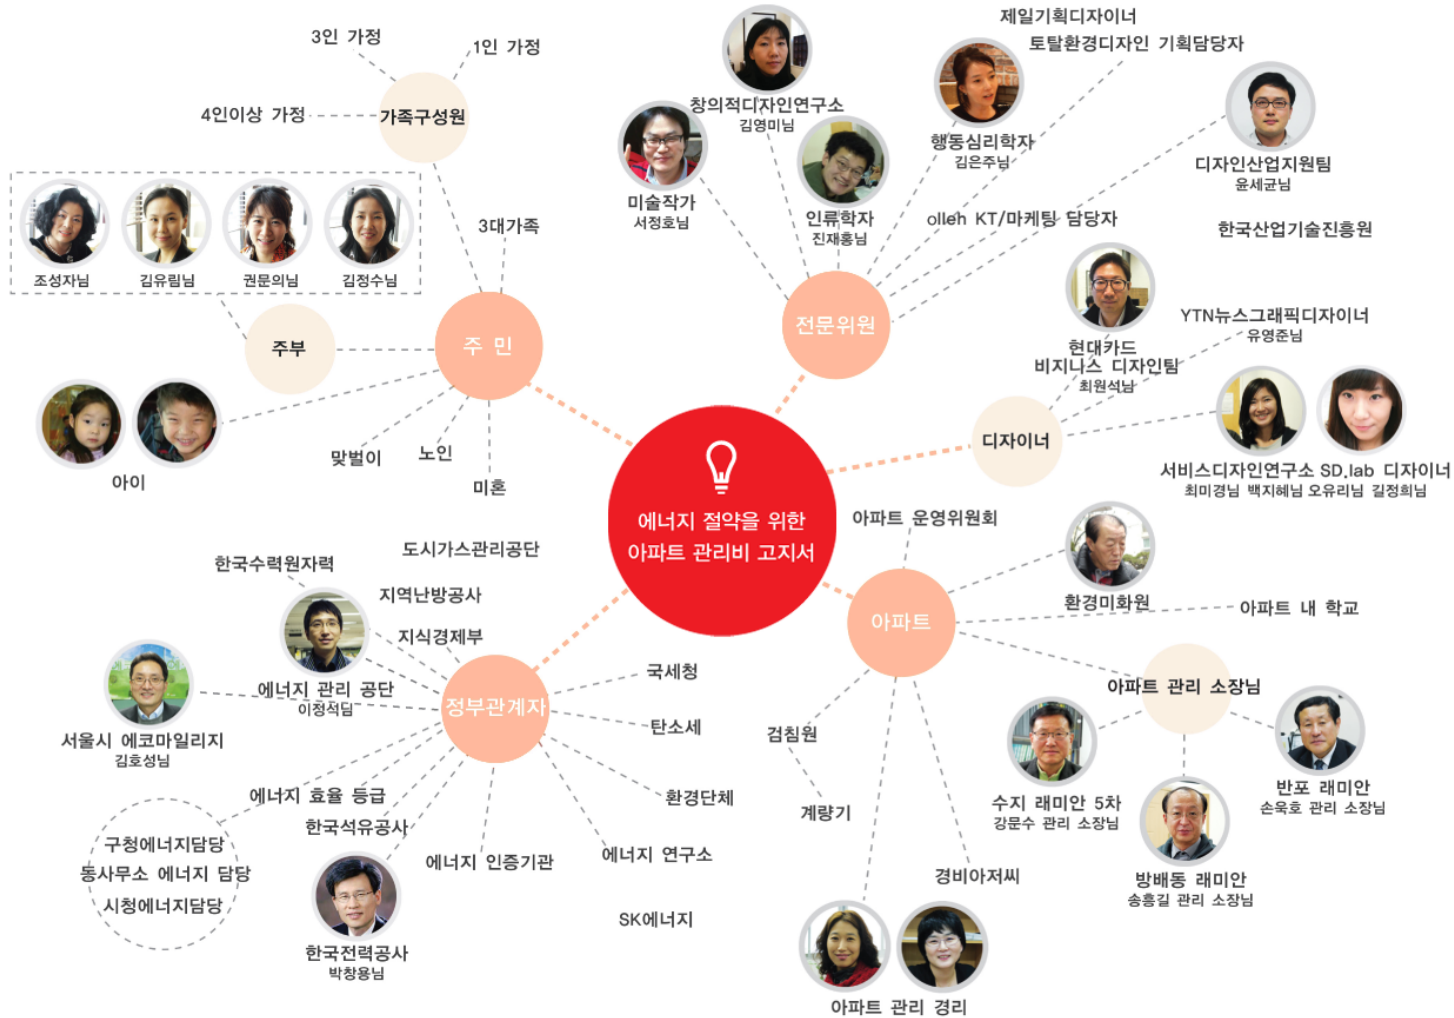 3인 가정
1인 가정
4인이상 가정
가족구성원
조성자님
김유림님
권문의님
김정수님
3대가족
주부
주 민
아이
맞벌이
노인
미혼
제일기획디자이너
토탈환경디자인 기획담당자
창의적디자인연구소
김영미님
미술작가
서정호님
인류학자
진재홍님
행동심리학자
김은주님
디자인산업지원팀
윤세균님
olleh KT/마케팅 담당자
한국산업기술진흥원
전문위원
현대카드
비지니스 디자인팀
최원석님
YTN뉴스그래픽디자이너
유영준님
디자이너
서비스디자인연구소 SD.lab 디자이너
최미경님 백지혜님 오유리님 길정희님
에너지 절약을 위한
아파트 관리비 고지서
아파트 운영위원회
환경미화원
아파트 내 학교
아파트
아파트 관리 소장님
수지 래미안 5차
강문수 관리 소장님
반포 래미안
손욱호 관리 소장님
방배동 래미안
송흥길 관리 소장님
검침원
계량기
경비아저씨
아파트 관리 경리
도시가스관리공단
한국수력원자력
지역난방공사
지식경제부
에너지 관리 공단
이정석딤
서울시 에코마일리지
김호성님
정부관계자
국세청
탄소세
환경단체
에너지 연구소
SK에너지
에너지 인증기관
에너지 효율 등급
한국석유공사
한국전력공사
박창용님
구청에너지담당
동사무소 에너지 담당
시청에너지담당